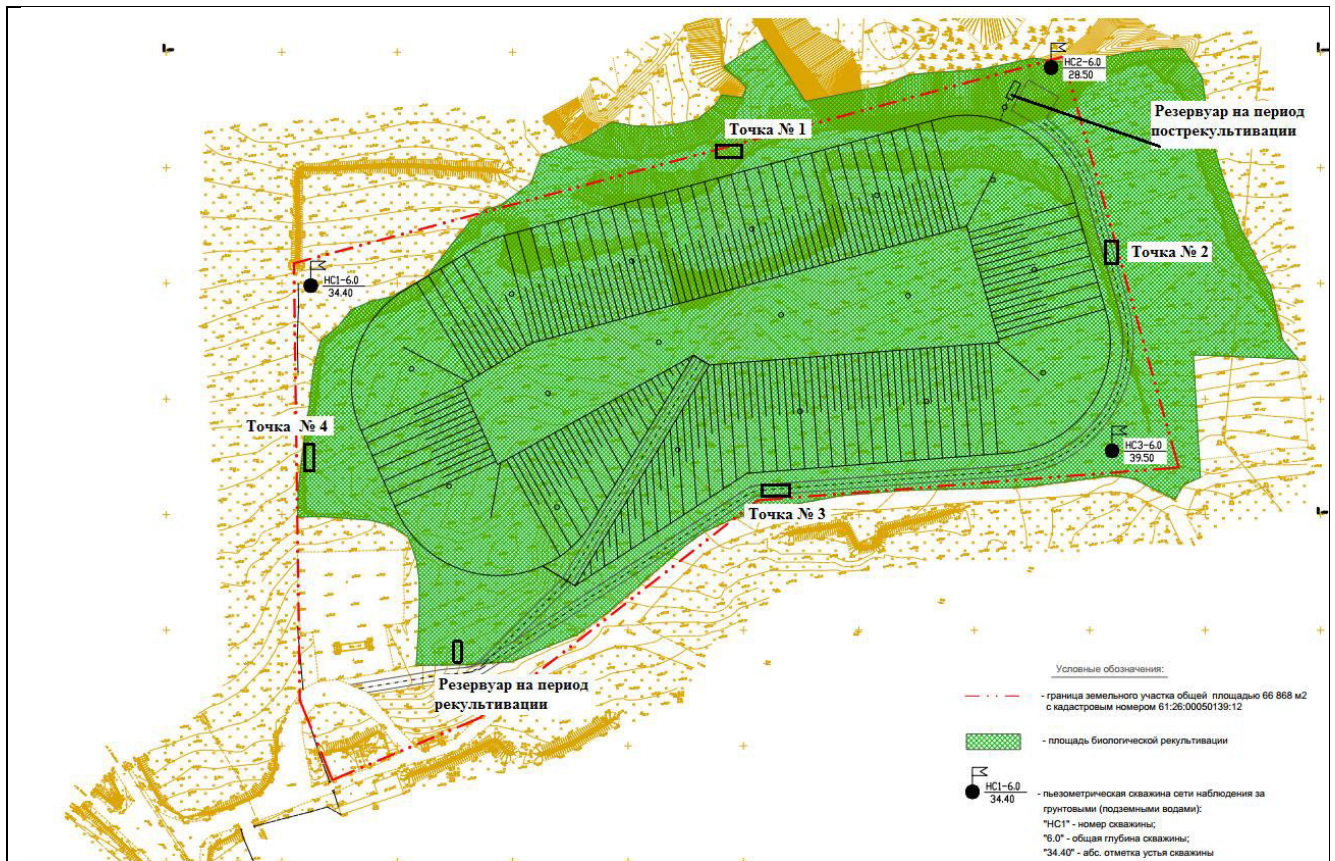 НС2-6.0
28.50
Резервуар на период
пострекультивации
Точка № 1
Точка № 2
НС1-6.0
34.40
Точка № 4
НС3-6.0
39.50
Точка № 3
Резервуар на период
рекультивации
Условные обозначения:
- граница земельного участка общей площадью 66 868 м2
с кадастровым номером 61:26:00050139:12
- площадь биологической рекультивации
НС1-6.0
34.40
- пьезометрическая скважина сети наблюдения за
грунтовыми (подземными водами):
"НС1" - номер скважины;
"6.0" - общая глубина скважины;
"34.40" - абс. отметка устья скважины